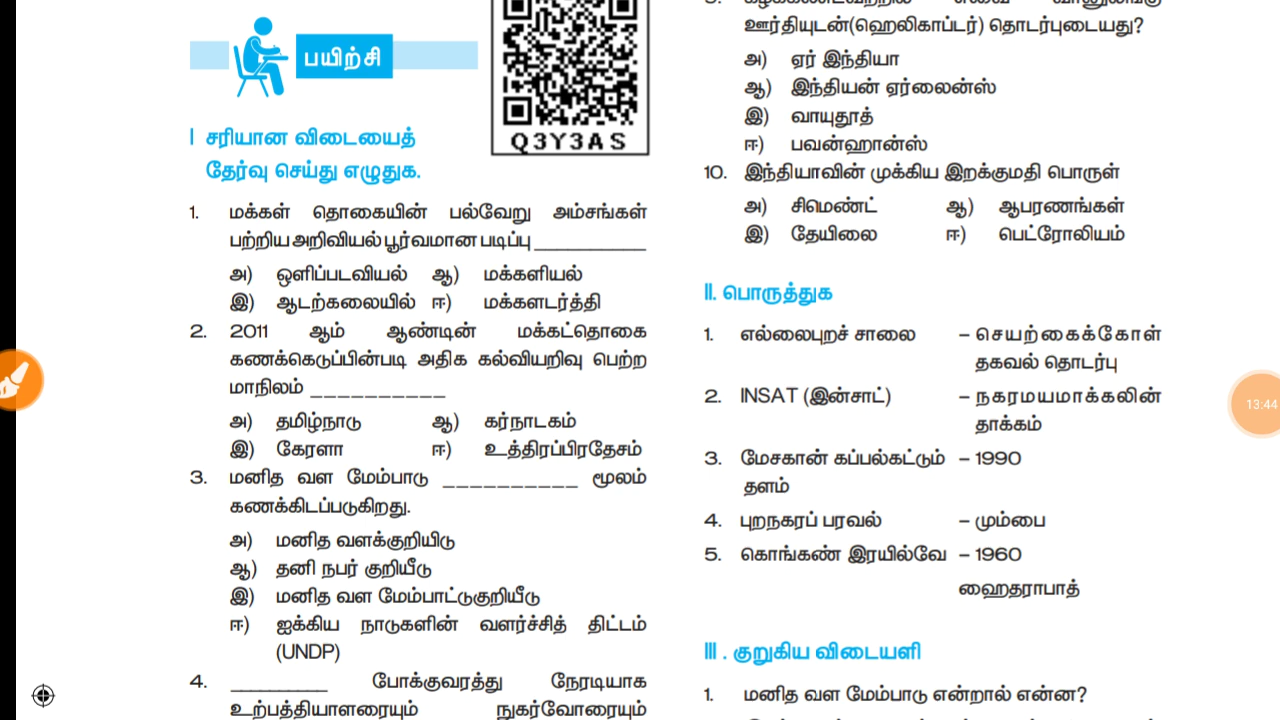 பயிற்சி
Q3Y3AS
I சரியான விடையைத்
தேர்வு செய்து எழுதுக.
1. மக்கள் தொகையின் பல்வேறு அம்சங்கள்
பற்றிய அறிவியல் பூர்வமான படிப்பு __________
அ) ஒளிப்படவியல் ஆ) மக்களியல்
இ) ஆடற்கலையில் ஈ) மக்களடர்த்தி
2. 2011 ஆம் ஆண்டின் மக்கட்தொகை
கணக்கெடுப்பின்படி அதிக கல்வியறிவு பெற்ற
மாநிலம் __________
அ) தமிழ்நாடு ஆ) கர்நாடகம்
இ) கேரளா ஈ) உத்திரப்பிரதேசம்
3. மனித வள மேம்பாடு __________ மூலம்
கணக்கிடப்படுகிறது.
அ) மனித வளக்குறியிடு
ஆ) தனி நபர் குறியீடு
இ) மனித வள மேம்பாட்டுகுறியீடு
ஈ) ஐக்கிய நாடுகளின் வளர்ச்சித் திட்டம்
(UNDP)
4. _________ போக்குவரத்து நேரடியாக
உற்பத்தியாளரையும் நுகர்வோரையும்
ஊர்தியுடன்(ஹெலிகாப்டர்) தொடர்புடையது?
அ) ஏர் இந்தியா
ஆ) இந்தியன் ஏர்லைன்ஸ்
இ) வாயுதூத்
ஈ) பவன்ஹான்ஸ்
10. இந்தியாவின் முக்கிய இறக்குமதி பொருள்
அ) சிமெண்ட் ஆ) ஆபரணங்கள்
இ) தேயிலை ஈ) பெட்ரோலியம்
II. பொருத்துக
1. எல்லைபுறச் சாலை – செயற்கைக்கோள்
தகவல் தொடர்பு
2. INSAT (இன்சாட்) – நகரமயமாக்கலின்
தாக்கம்
3. மேசகான் கப்பல்கட்டும் – 1990
தளம்
4. புறநகரப் பரவல் – மும்பை
5. கொங்கண் இரயில்வே – 1960
ஹைதராபாத்
III . குறுகிய விடையளி
1. மனித வள மேம்பாடு என்றால் என்ன?
13:44